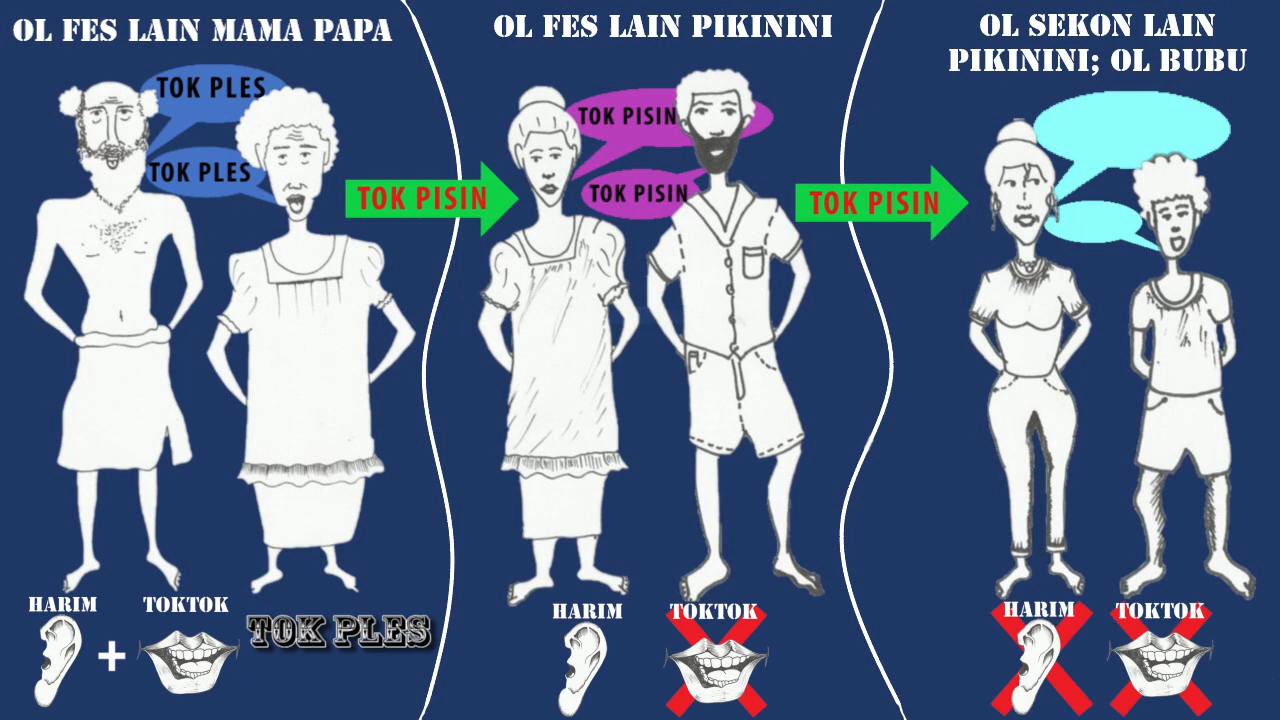 OL FES LAIN MAMA PAPA
TOK PLES
TOK PLES
TOK PISIN
HARIM
TOKTOK
+
TOK PLES
OL FES LAIN PIKININI
TOK PISIN
TOK PISIN
TOK PISIN
HARIM
TOKTOK
OL SEKON LAIN
PIKININI; OL BUBU
HARIM
TOKTOK